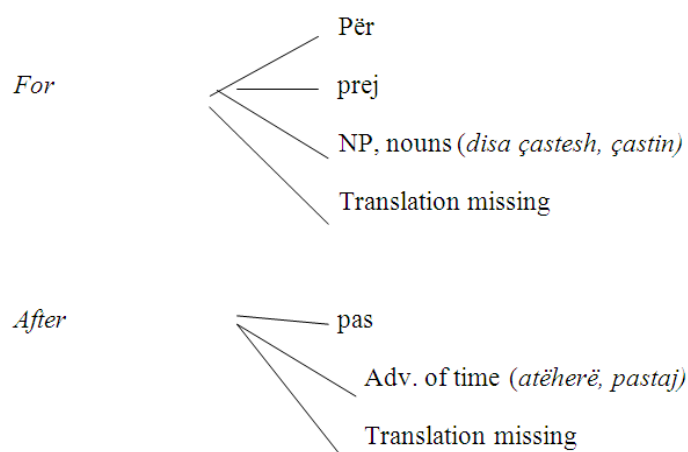 Për
For
prej
NP, nouns (disa çastesh, çastin)
Translation missing
After
pas
Adv. of time (atëherë, pastaj)
Translation missing